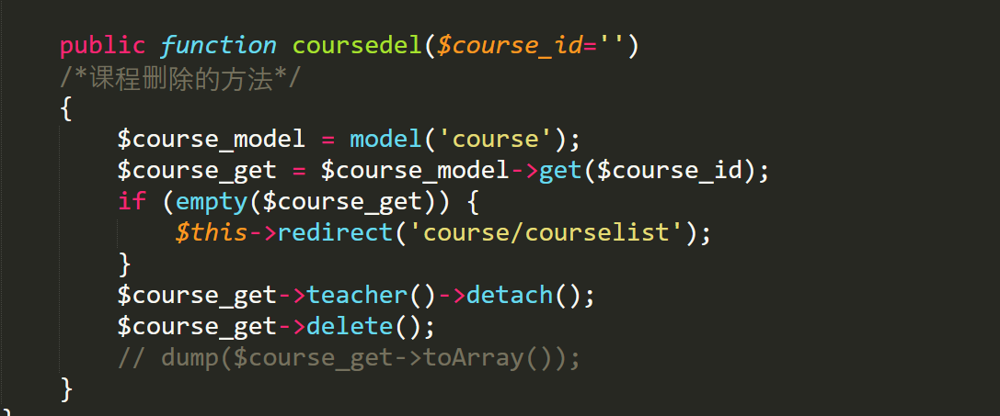 public function coursedel($course_id='')
/*课程删除的方法*/
{
$course_model = model('course');
$course_get = $course_model->get($course_id);
if (empty($course_get)) {
$this->redirect('course/courselist');
}
$course_get->teacher()->detach();
$course_get->delete();
// dump($course_get->toArray());
}
}